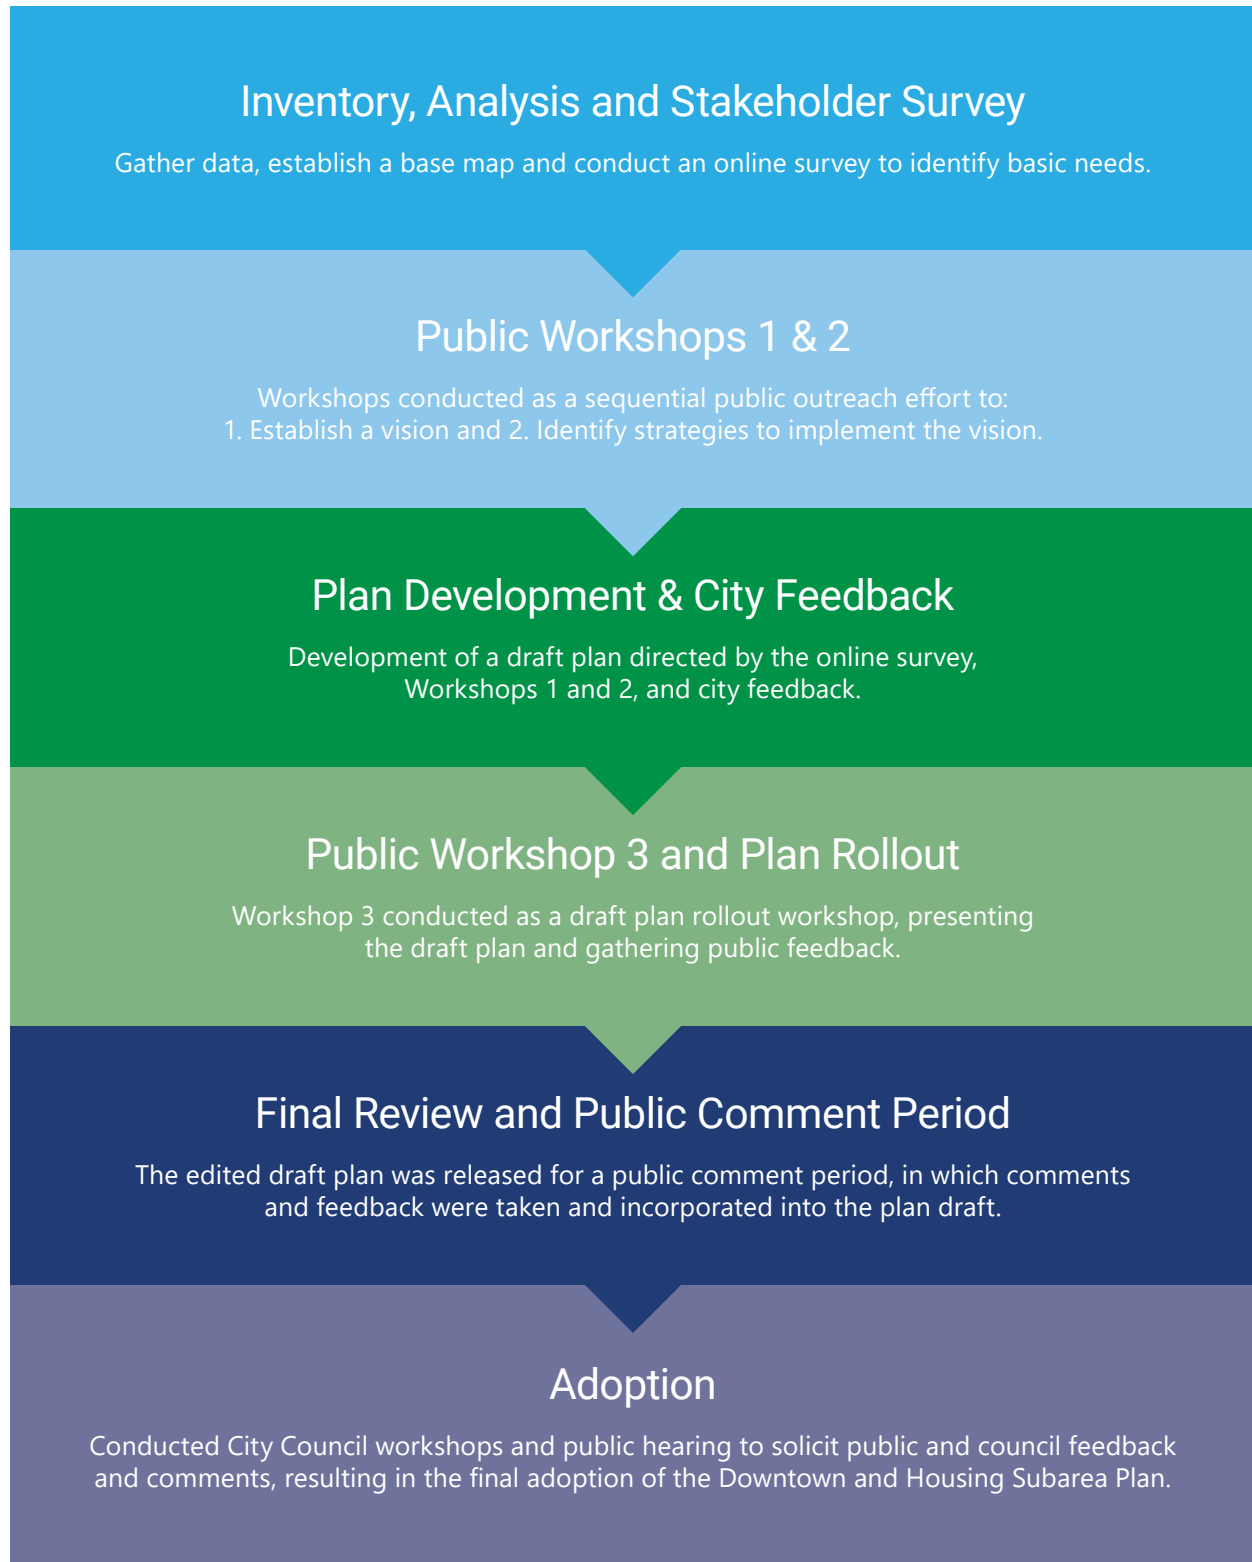 Inventory, Analysis and Stakeholder Survey
Gather data, establish a base map and conduct an online survey to identify basic needs.
Public Workshops 1 & 2
Workshops conducted as a sequential public outreach effort to:
1. Establish a vision and 2. Identify strategies to implement the vision.
Plan Development & City Feedback
Development of a draft plan directed by the online survey,
Workshops 1 and 2, and city feedback.
Public Workshop 3 and Plan Rollout
Workshop 3 conducted as a draft plan rollout workshop, presenting
the draft plan and gathering public feedback.
Final Review and Public Comment Period
The edited draft plan was released for a public comment period, in which comments
and feedback were taken and incorporated into the plan draft.
Adoption
Conducted City Council workshops and public hearing to solicit public and council feedback
and comments, resulting in the final adoption of the Downtown and Housing Subarea Plan.